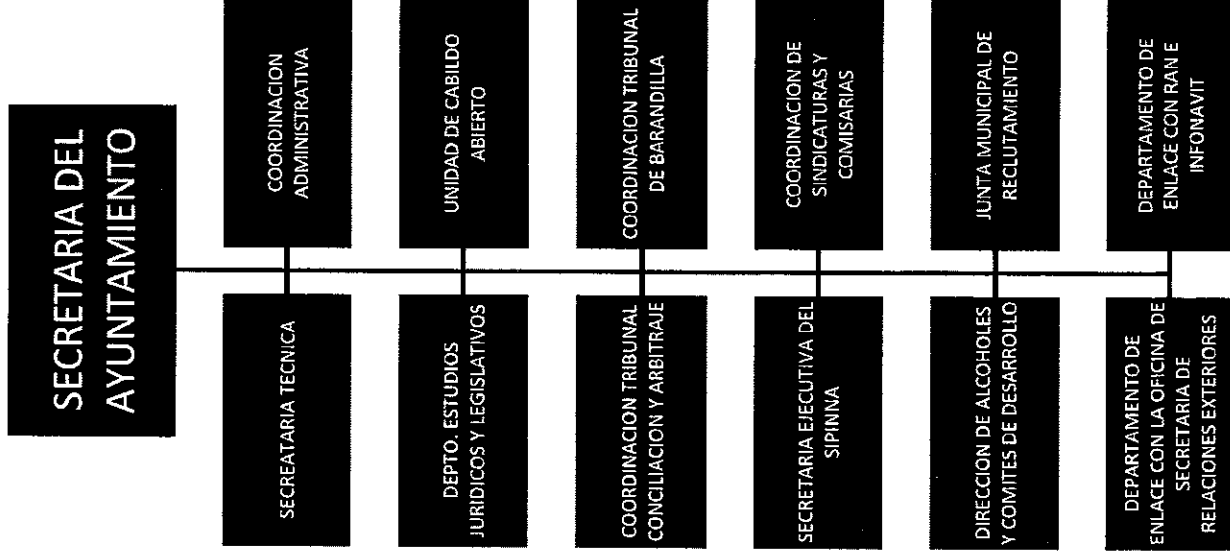 SECRETARIA DEL
AYUNTAMIENTO
SECREATARIA TECNICA
COORDINACION
ADMINISTRATIVA
DEPTO. ESTUDIOS
JURIDICOS Y LEGISLATIVOS
UNIDAD DE CABILDO
ABIERTO
COORDINACION TRIBUNAL
CONCILIACION Y ARBITRAJE
COORDINACION TRIBUNAL
DE BARANDILLA
SECRETARIA EJECUTIVA DEL
SIPINNA
COORDINACION DE
SINDICATURAS Y
COMISARIAS
DIRECCION DE ALCOHOLES
Y COMITES DE DESARROLLO
JUNTA MUNICIPAL DE
RECLUTAMIENTO
DEPARTAMENTO DE
ENLACE CON LA OFICINA DE
SECRETARIA DE
RELACIONES EXTERIORES
DEPARTAMENTO DE
ENLACE CON RAN E
INFONAVIT